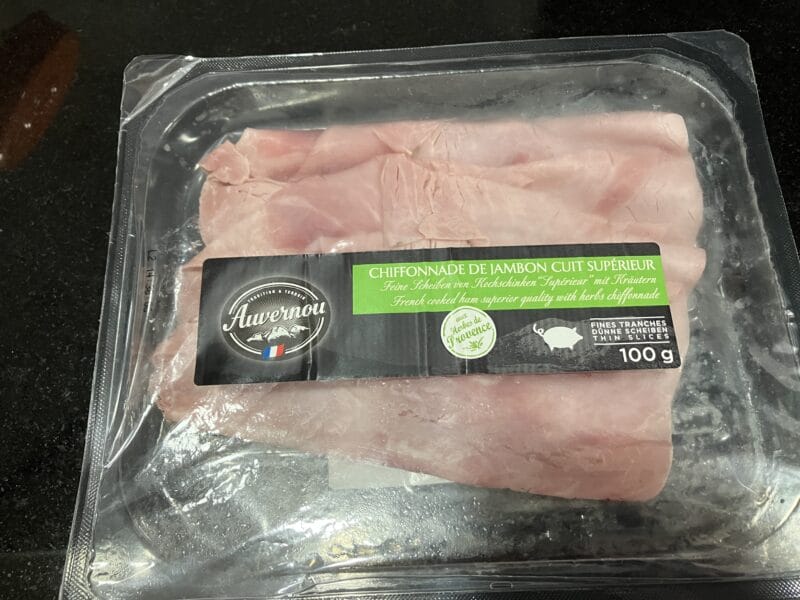 TRADITION & TERROIR
Auvernou
CHIFFONNADE DE JAMBON CUIT SUPÉRIEUR
Feine Scheiben von Kochschinken "Supérieur" mit Kräutern
French cooked ham superior quality with herbs chiffonnade
aux
Herbes de
Provence
FINES TRANCHES
DÜNNE SCHEIBEN
THIN SLICES
100 g